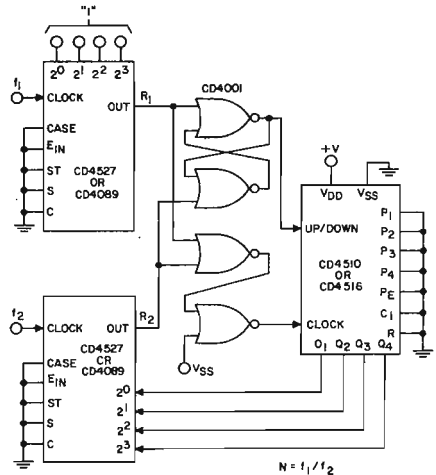 "1"
2⁰ 2¹ 2² 2³
f₁
CLOCK
OUT
R₁
CASE
E_IN
ST
S
C
CD4527
OR
CD4089
CD4001
+V
V_DD
V_SS
UP/DOWN
P₁
P₂
P₃
P₄
P_E
C_I
R
CD4510
OR
CD4516
CLOCK
Q₁ Q₂ Q₃ Q₄
V_SS
f₂
CLOCK
OUT
R₂
CASE
E_IN
ST
S
C
CD4527
CR
CD4089
2⁰
2¹
2²
2³
N = f₁/f₂